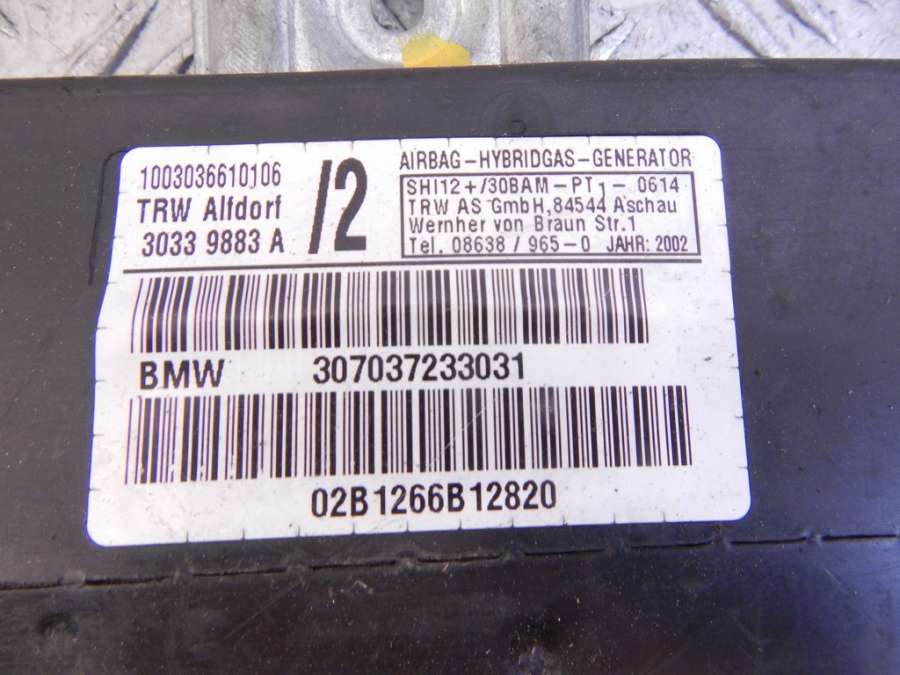 1003036610106
TRW Alfdorf
3033 9883 A
/2
AIRBAG-HYBRIDGAS-GENERATOR
SHI12+/30BAM-PT1-0614
TRW AS GmbH,84544 Aschau
Wernher von Braun Str.1
Tel. 08638/965-0 JAHR: 2002
BMW 307037233031
02B1266B12820